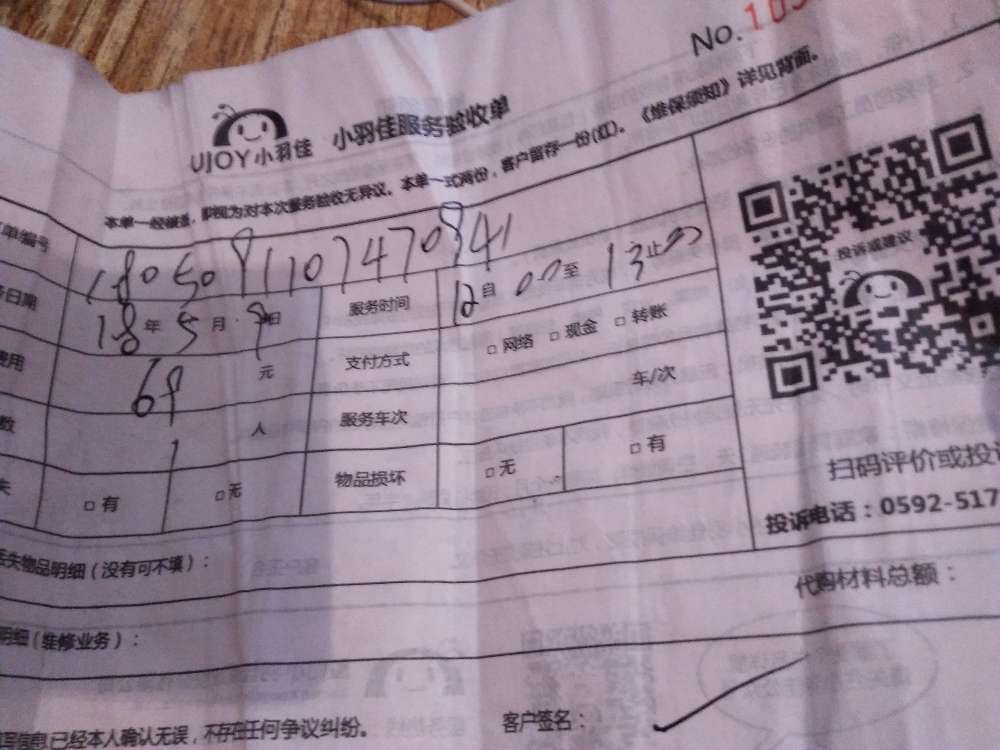 No. 105
UJOY小羽佳 小羽佳服务验收单
本单一经签署，即视为对本次服务验收无异议。本单一式两份，客户留存一份(红)。《维保须知》详见背面。
单编号 1805091107470841
日期 18年5月9日 服务时间 12自00至13止00
费用 69元 支付方式 □网络 □现金 □转账
数 1人 服务车次 车/次
失 □有 □无 物品损坏 □无 □有
投诉或建议
扫码评价或投诉
投诉电话：0592-517
丢失物品明细（没有可不填）：
代购材料总额：
明细（维修业务）：
填写信息已经本人确认无误，不存在任何争议纠纷。 客户签名：